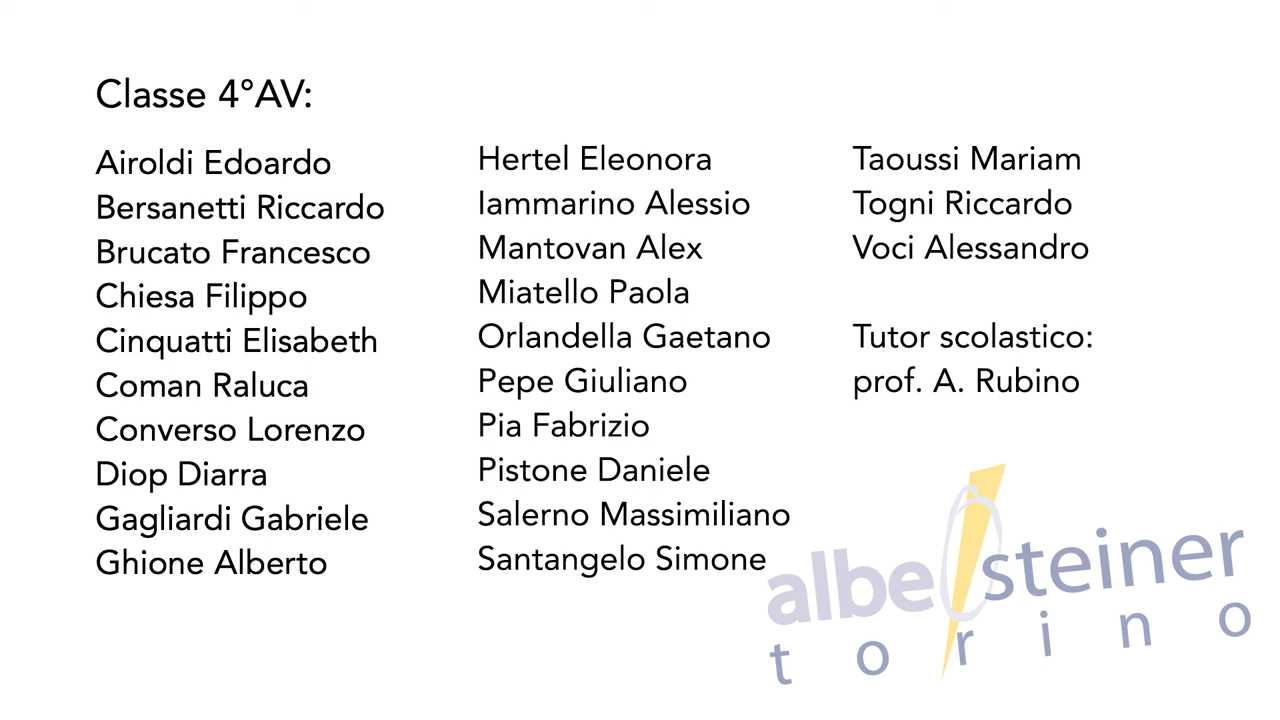 Classe 4°AV:
Airoldi Edoardo
Bersanetti Riccardo
Brucato Francesco
Chiesa Filippo
Cinquatti Elisabeth
Coman Raluca
Converso Lorenzo
Diop Diarra
Gagliardi Gabriele
Ghione Alberto
Hertel Eleonora
Iammarino Alessio
Mantovan Alex
Miatello Paola
Orlandella Gaetano
Pepe Giuliano
Pia Fabrizio
Pistone Daniele
Salerno Massimiliano
Santangelo Simone
Taoussi Mariam
Togni Riccardo
Voci Alessandro
Tutor scolastico:
prof. A. Rubino
albe steiner
torino